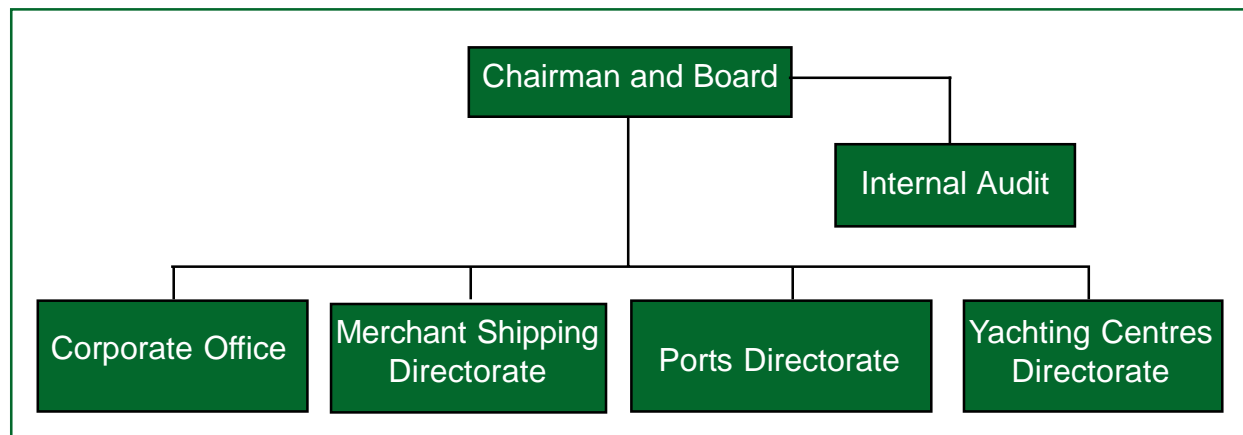 Chairman and Board
Internal Audit
Corporate Office
Merchant Shipping
Directorate
Ports Directorate
Yachting Centres
Directorate